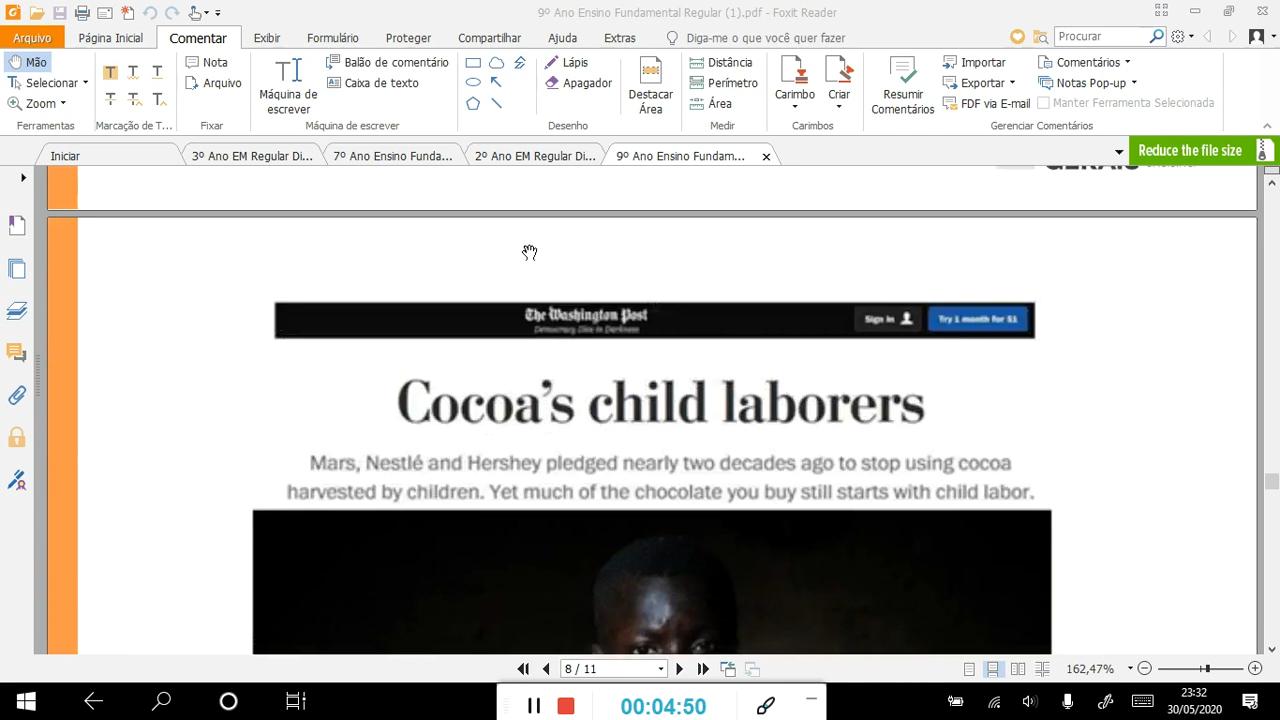 9º Ano Ensino Fundamental Regular (1).pdf - Foxit Reader
Arquivo Página Inicial Comentar Exibir Formulário Proteger Compartilhar Ajuda Extras Diga-me o que você quer fazer Procurar
Mão
Selecionar
Zoom
Ferramentas
Marcação de T...
Nota
Arquivo
Fixar
Máquina de
escrever
Balão de comentário
Caixa de texto
Máquina de escrever
Lápis
Apagador
Desenho
Destacar
Área
Distância
Perímetro
Área
Medir
Carimbo
Criar
Carimbos
Resumir
Comentários
Importar
Exportar
FDF via E-mail
Comentários
Notas Pop-up
Manter Ferramenta Selecionada
Gerenciar Comentários
Iniciar 3º Ano EM Regular Di... 7º Ano Ensino Funda... 2º Ano EM Regular Di... 9º Ano Ensino Fundam... Reduce the file size
The Washington Post
Democracy Dies in Darkness
Sign in
Try 1 month for $1
Cocoa's child laborers
Mars, Nestlé and Hershey pledged nearly two decades ago to stop using cocoa
harvested by children. Yet much of the chocolate you buy still starts with child labor.
8 / 11 162,47%
00:04:50
23:32
30/05/2020